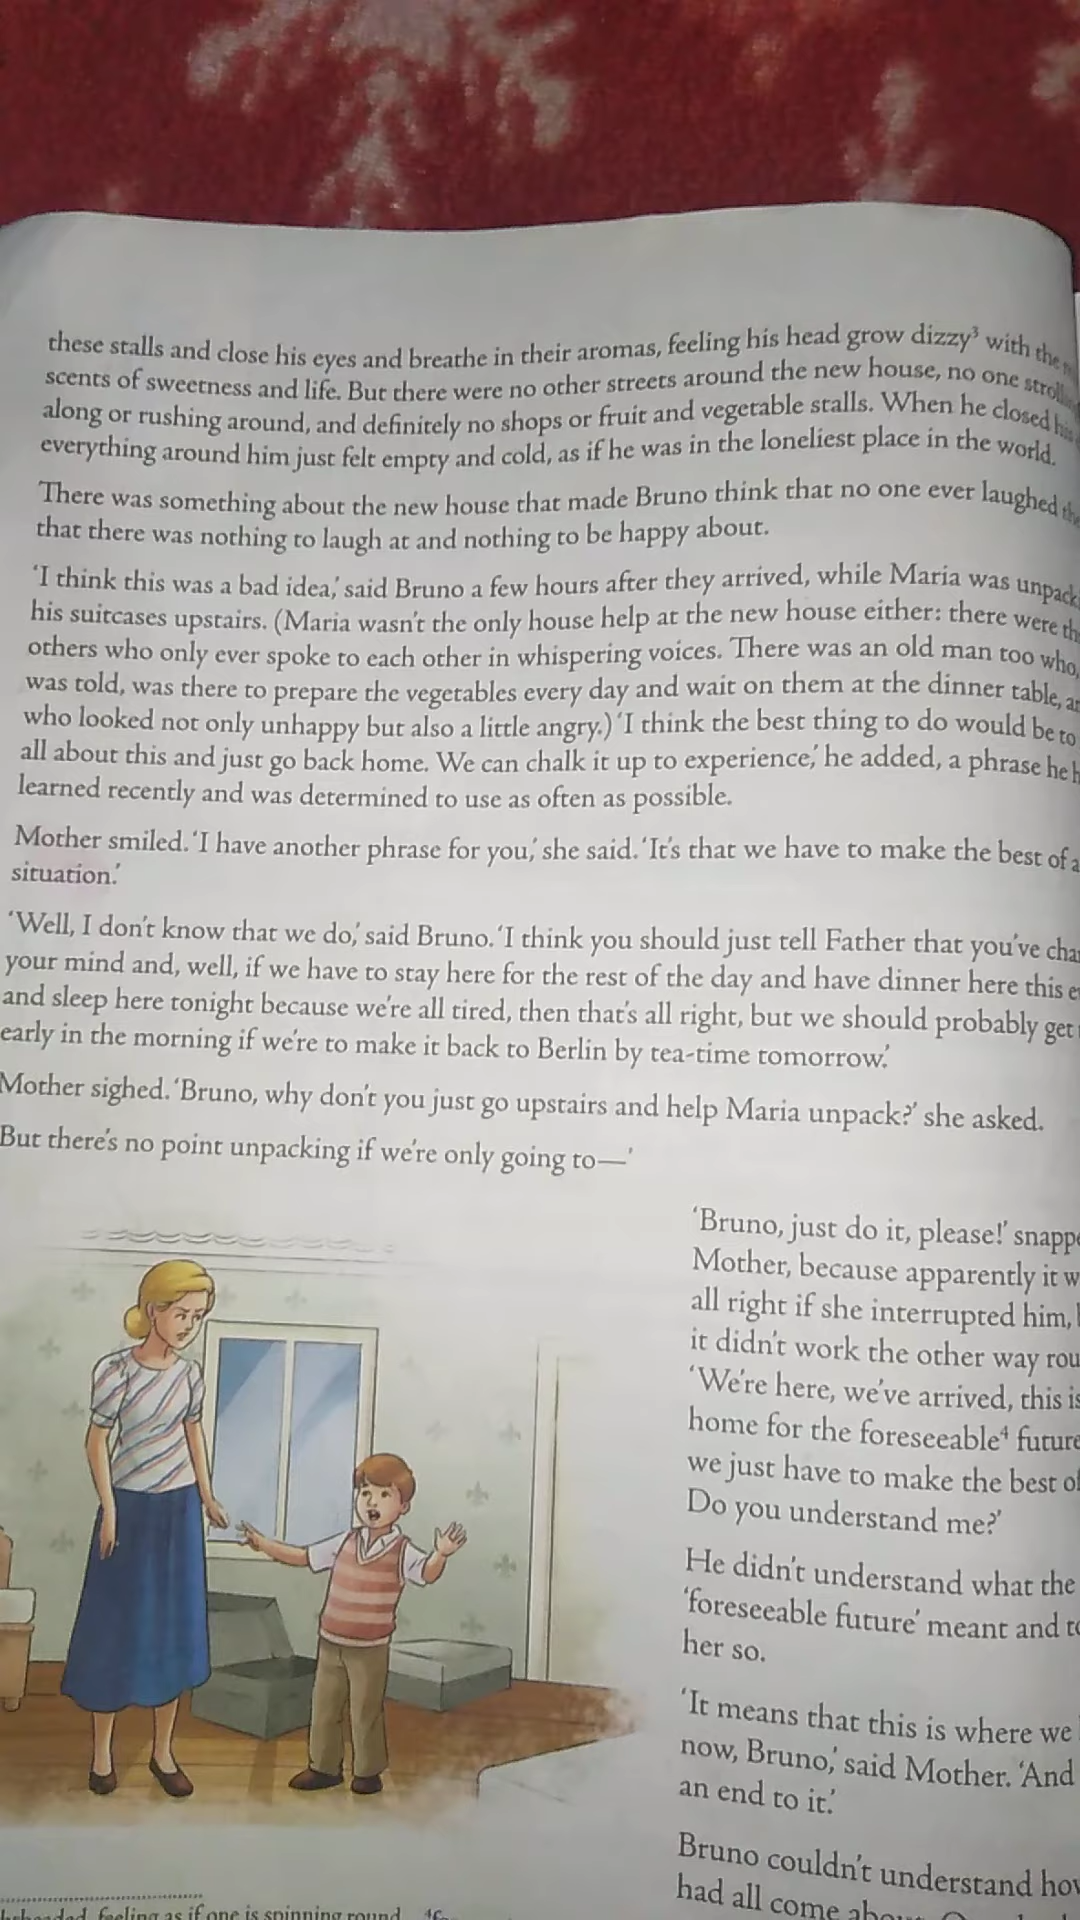 these stalls and close his eyes and breathe in their aromas, feeling his head grow dizzy³ with the
scents of sweetness and life. But there were no other streets around the new house, no one
along or rushing around, and definitely no shops or fruit and vegetable stalls. When he closed his
everything around him just felt empty and cold, as if he was in the loneliest place in the world.
There was something about the new house that made Bruno think that no one ever laughed
that there was nothing to laugh at and nothing to be happy about.
‘I think this was a bad idea,’ said Bruno a few hours after they arrived, while Maria was
his suitcases upstairs. (Maria wasn't the only house help at the new house either: there were
others who only ever spoke to each other in whispering voices. There was an old man too who,
was told, was there to prepare the vegetables every day and wait on them at the dinner table,
who looked not only unhappy but also a little angry.) ‘I think the best thing to do would be to
all about this and just go back home. We can chalk it up to experience,’ he added, a phrase he
learned recently and was determined to use as often as possible.
Mother smiled. ‘I have another phrase for you,’ she said. ‘It's that we have to make the best of a
situation.’
‘Well, I don't know that we do,’ said Bruno. ‘I think you should just tell Father that you've
your mind and, well, if we have to stay here for the rest of the day and have dinner here this
and sleep here tonight because we're all tired, then that's all right, but we should probably get
early in the morning if we're to make it back to Berlin by tea-time tomorrow.’
Mother sighed. ‘Bruno, why don't you just go upstairs and help Maria unpack?’ she asked.
But there's no point unpacking if we're only going to—’
‘Bruno, just do it, please!’
Mother, because apparently it
all right if she interrupted him,
it didn't work the other way
‘We're here, we've arrived, this is
home for the foreseeable⁴ future
we just have to make the best of
Do you understand me?’
He didn't understand what the
‘foreseeable future’ meant and
her so.
‘It means that this is where we
now, Bruno,’ said Mother. ‘And
an end to it.’
Bruno couldn't understand
had all come
feeling as if one is spinning round